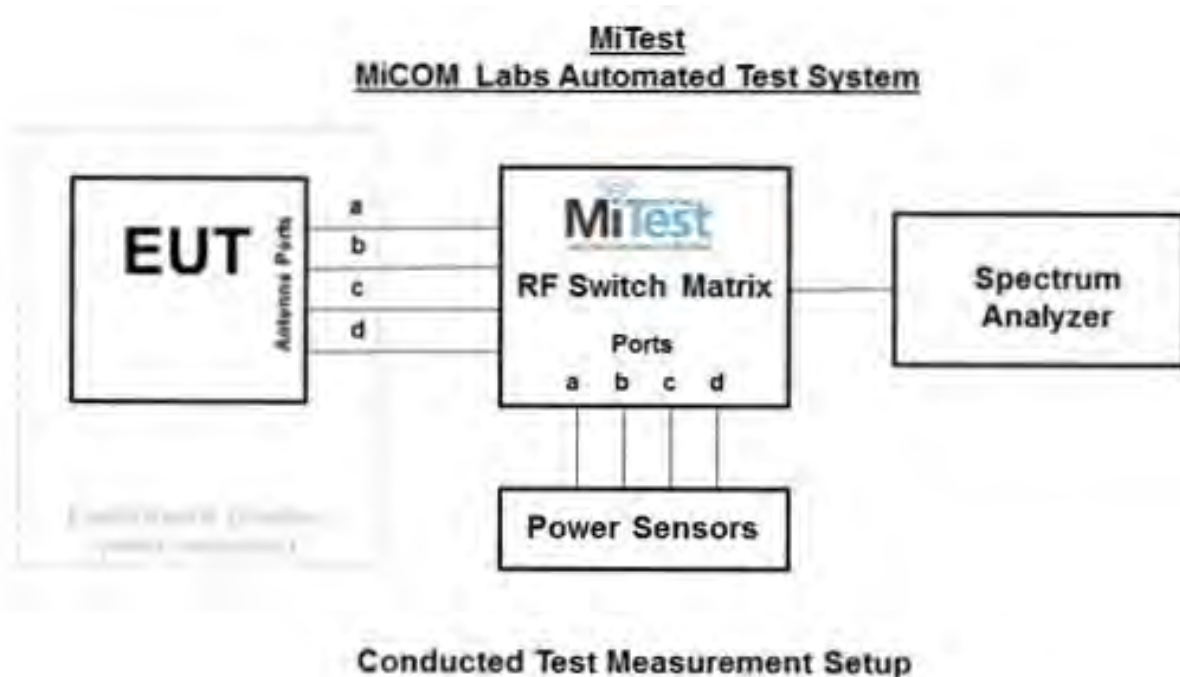 MiTest
MiCOM Labs Automated Test System
EUT
Antenna Ports
a
b
c
d
MiTest
RF Switch Matrix
Ports
a b c d
Spectrum
Analyzer
Power Sensors
Conducted Test Measurement Setup